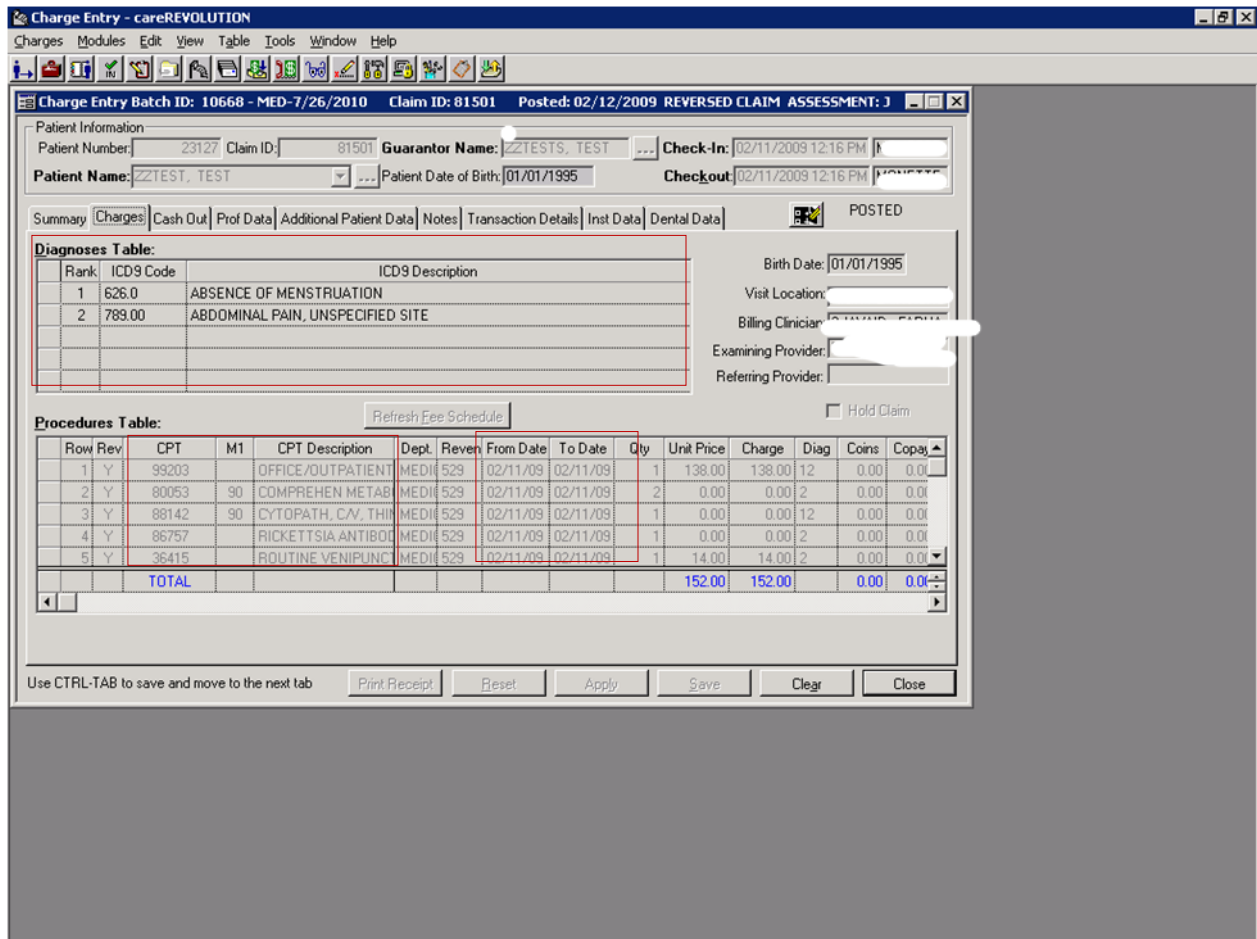 Charge Entry - careREVOLUTION
Charges Modules Edit View Table Tools Window Help
Charge Entry Batch ID: 10668 - MED-7/26/2010 Claim ID: 81501 Posted: 02/12/2009 REVERSED CLAIM ASSESSMENT: J
Patient Information
Patient Number: 23127 Claim ID: 81501 Guarantor Name: ZZTESTS, TEST ... Check-In: 02/11/2009 12:16 PM
Patient Name: ZZTEST, TEST ... Patient Date of Birth: 01/01/1995 Checkout: 02/11/2009 12:16 PM
Summary Charges Cash Out Prof Data Additional Patient Data Notes Transaction Details Inst Data Dental Data POSTED
Diagnoses Table:
Birth Date: 01/01/1995
Rank ICD9 Code ICD9 Description
1 626.0 ABSENCE OF MENSTRUATION
Visit Location:
2 789.00 ABDOMINAL PAIN, UNSPECIFIED SITE
Billing Clinician:
Examining Provider:
Referring Provider:
Refresh Fee Schedule
Hold Claim
Procedures Table:
Row Rev CPT M1 CPT Description Dept. Reven From Date To Date Qty Unit Price Charge Diag Coins Copay
1 Y 99203 OFFICE/OUTPATIENT MEDI 529 02/11/09 02/11/09 1 138.00 138.00 12 0.00 0.00
2 Y 80053 90 COMPREHEN METAB MEDI 529 02/11/09 02/11/09 2 0.00 0.00 2 0.00 0.00
3 Y 88142 90 CYTOPATH, C/V, THIN MEDI 529 02/11/09 02/11/09 1 0.00 0.00 12 0.00 0.00
4 Y 86757 RICKETTSIA ANTIBOD MEDI 529 02/11/09 02/11/09 1 0.00 0.00 2 0.00 0.00
5 Y 36415 ROUTINE VENIPUNCT MEDI 529 02/11/09 02/11/09 1 14.00 14.00 2 0.00 0.00
TOTAL 152.00 152.00 0.00 0.00
Use CTRL-TAB to save and move to the next tab Print Receipt Reset Apply Save Clear Close